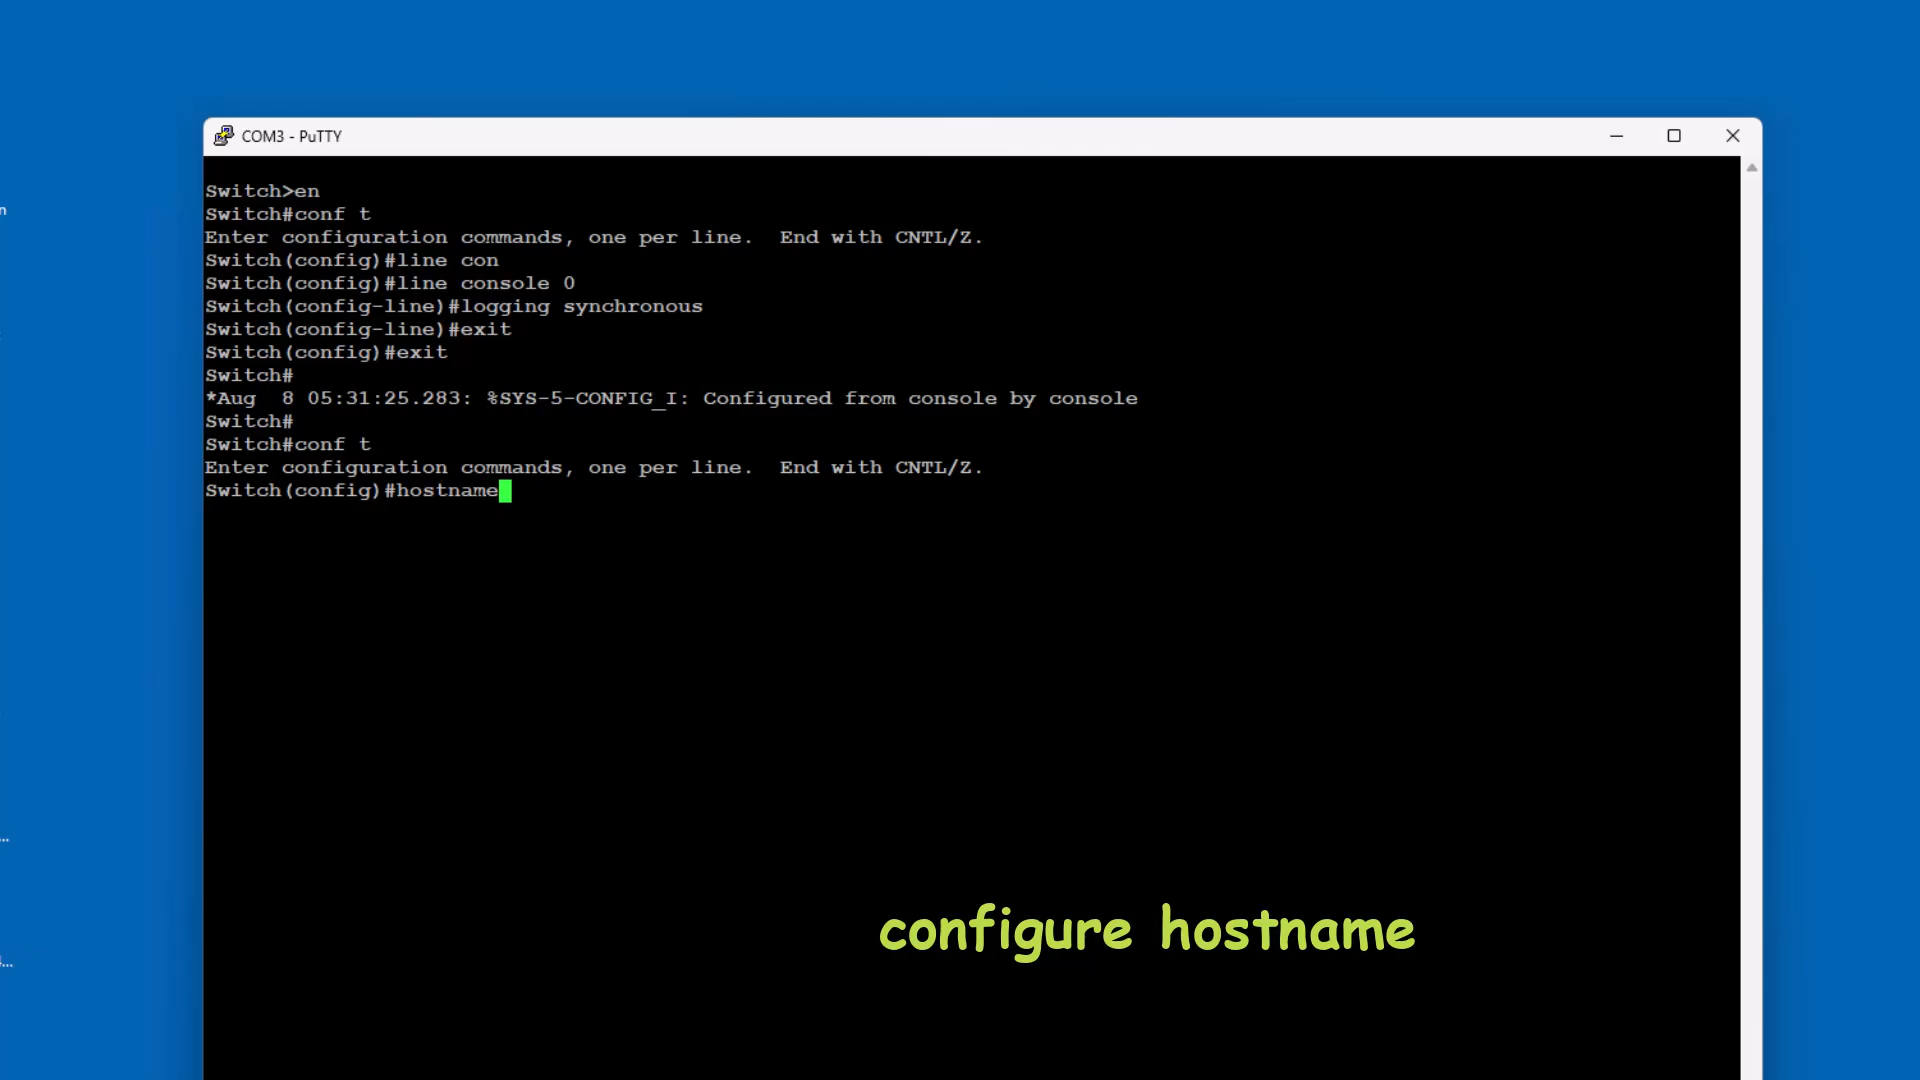 COM3 - PuTTY
Switch>en
Switch#conf t
Enter configuration commands, one per line.  End with CNTL/Z.
Switch(config)#line con
Switch(config)#line console 0
Switch(config-line)#logging synchronous
Switch(config-line)#exit
Switch(config)#exit
Switch#
*Aug  8 05:31:25.283: %SYS-5-CONFIG_I: Configured from console by console
Switch#
Switch#conf t
Enter configuration commands, one per line.  End with CNTL/Z.
Switch(config)#hostname
configure hostname